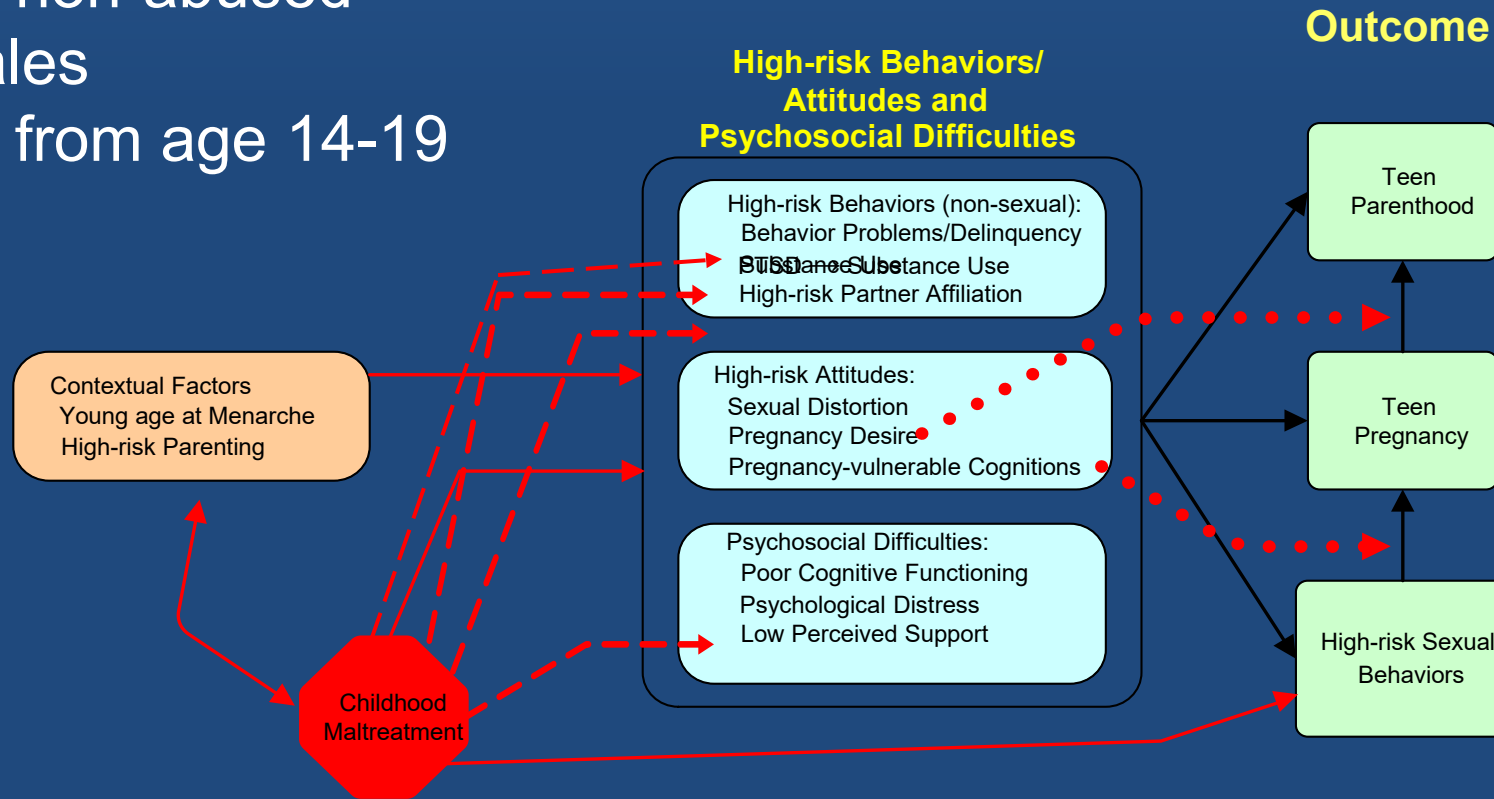 non-abused
ales
from age 14-19
Outcome
High-risk Behaviors/
Attitudes and
Psychosocial Difficulties
High-risk Behaviors (non-sexual):
Behavior Problems/Delinquency
Substance Use
PTSD → Substance Use
High-risk Partner Affiliation
High-risk Attitudes:
Sexual Distortion
Pregnancy Desire
Pregnancy-vulnerable Cognitions
Psychosocial Difficulties:
Poor Cognitive Functioning
Psychological Distress
Low Perceived Support
Contextual Factors
Young age at Menarche
High-risk Parenting
Childhood
Maltreatment
Teen
Parenthood
Teen
Pregnancy
High-risk Sexual
Behaviors